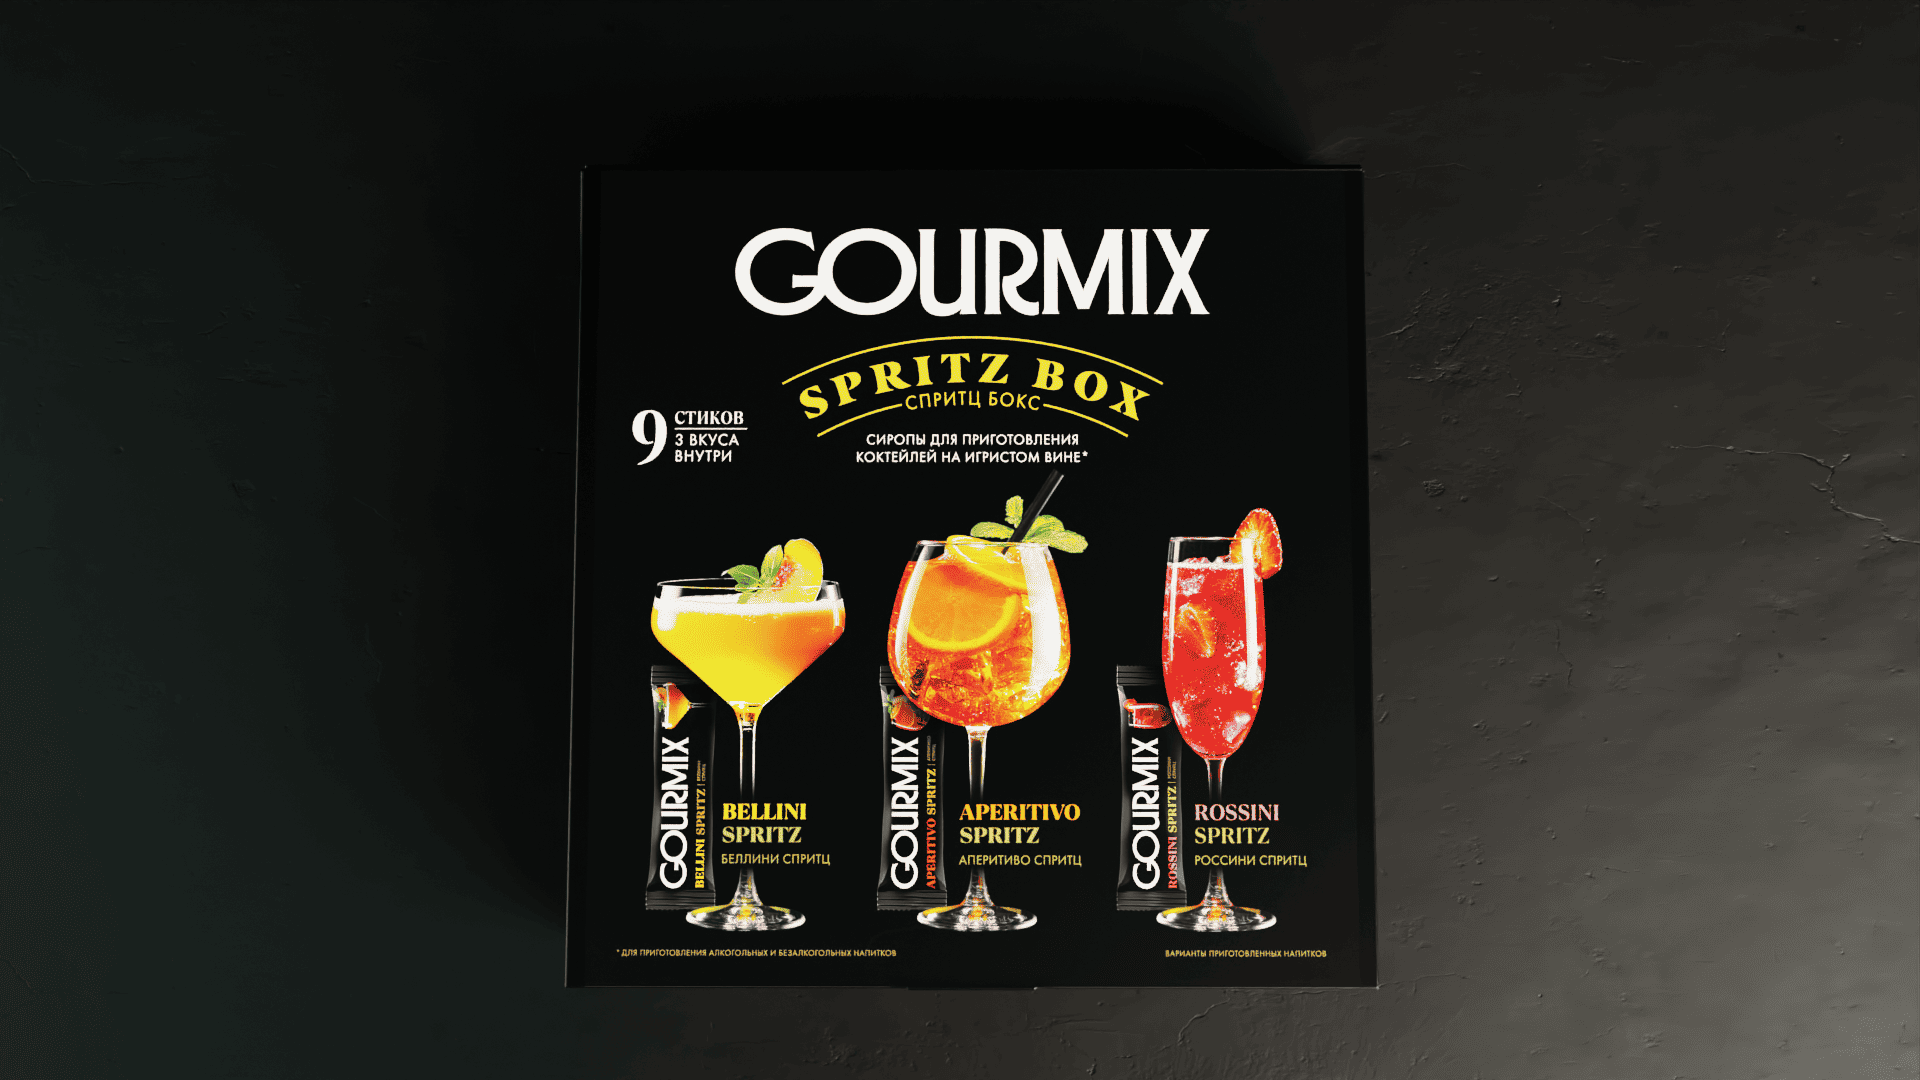 GOURMIX
SPRITZ BOX
СПРИТЦ БОКС
9 СТИКОВ
3 ВКУСА
ВНУТРИ
СИРОПЫ ДЛЯ ПРИГОТОВЛЕНИЯ
КОКТЕЙЛЕЙ НА ИГРИСТОМ ВИНЕ*
GOURMIX
BELLINI SPRITZ
BELLINI
SPRITZ
БЕЛЛИНИ СПРИТЦ
GOURMIX
APERITIVO SPRITZ
APERITIVO
SPRITZ
АПЕРИТИВО СПРИТЦ
GOURMIX
ROSSINI SPRITZ
ROSSINI
SPRITZ
РОССИНИ СПРИТЦ
* ДЛЯ ПРИГОТОВЛЕНИЯ АЛКОГОЛЬНЫХ И БЕЗАЛКОГОЛЬНЫХ НАПИТКОВ
ВАРИАНТЫ ПРИГОТОВЛЕННЫХ НАПИТКОВ